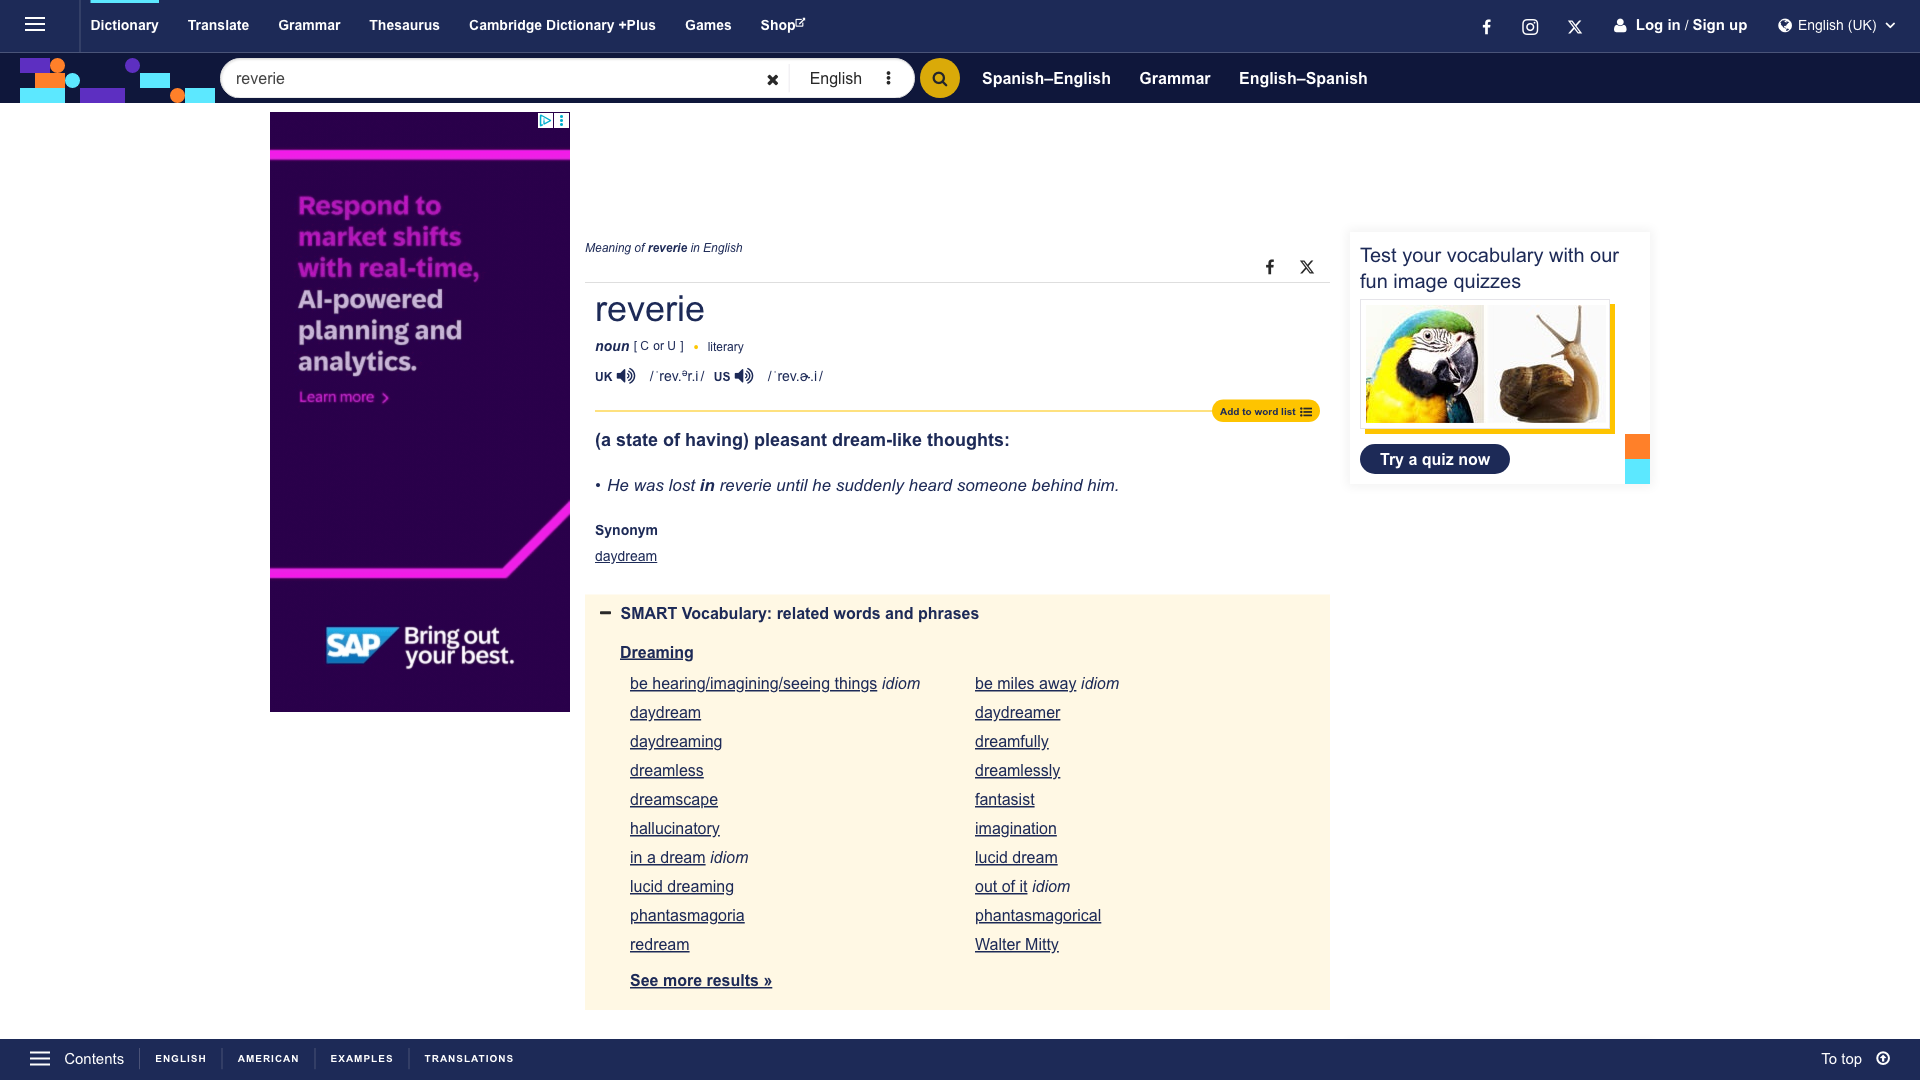 Dictionary Translate Grammar Thesaurus Cambridge Dictionary +Plus Games Shop Log in / Sign up English (UK)
reverie English Spanish–English Grammar English–Spanish
Respond to
market shifts
with real-time,
AI-powered
planning and
analytics.
Learn more
SAP Bring out
your best.
Meaning of reverie in English
reverie
noun [ C or U ] • literary
UK /ˈrev.ᵊr.i/ US /ˈrev.ɚ.i/
Add to word list
(a state of having) pleasant dream-like thoughts:
• He was lost in reverie until he suddenly heard someone behind him.
Synonym
daydream
SMART Vocabulary: related words and phrases
Dreaming
be hearing/imagining/seeing things idiom be miles away idiom
daydream daydreamer
daydreaming dreamfully
dreamless dreamlessly
dreamscape fantasist
hallucinatory imagination
in a dream idiom lucid dream
lucid dreaming out of it idiom
phantasmagoria phantasmagorical
redream Walter Mitty
See more results »
Test your vocabulary with our
fun image quizzes
Try a quiz now
Contents ENGLISH AMERICAN EXAMPLES TRANSLATIONS To top